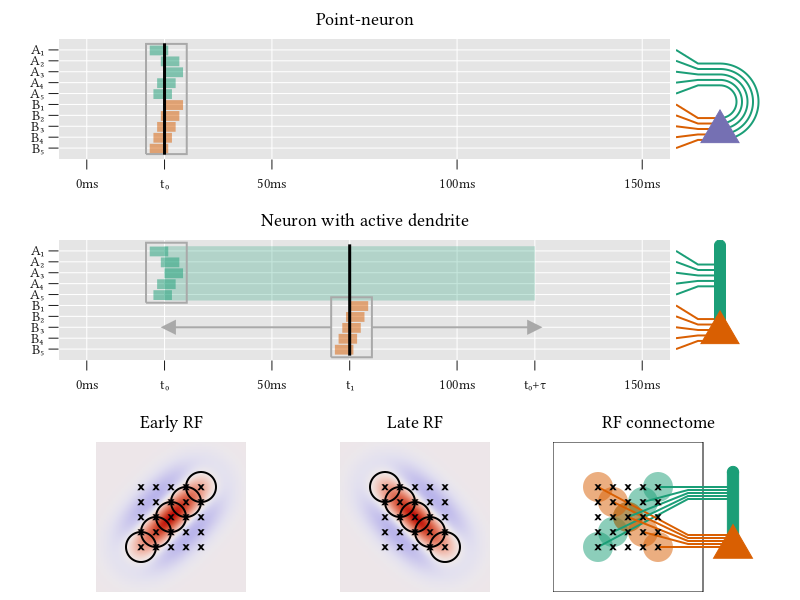 Point-neuron
A₁
A₂
A₃
A₄
A₅
B₁
B₂
B₃
B₄
B₅
0ms t₀ 50ms 100ms 150ms
Neuron with active dendrite
A₁
A₂
A₃
A₄
A₅
B₁
B₂
B₃
B₄
B₅
0ms t₀ 50ms t₁ 100ms t₀+τ 150ms
Early RF Late RF RF connectome